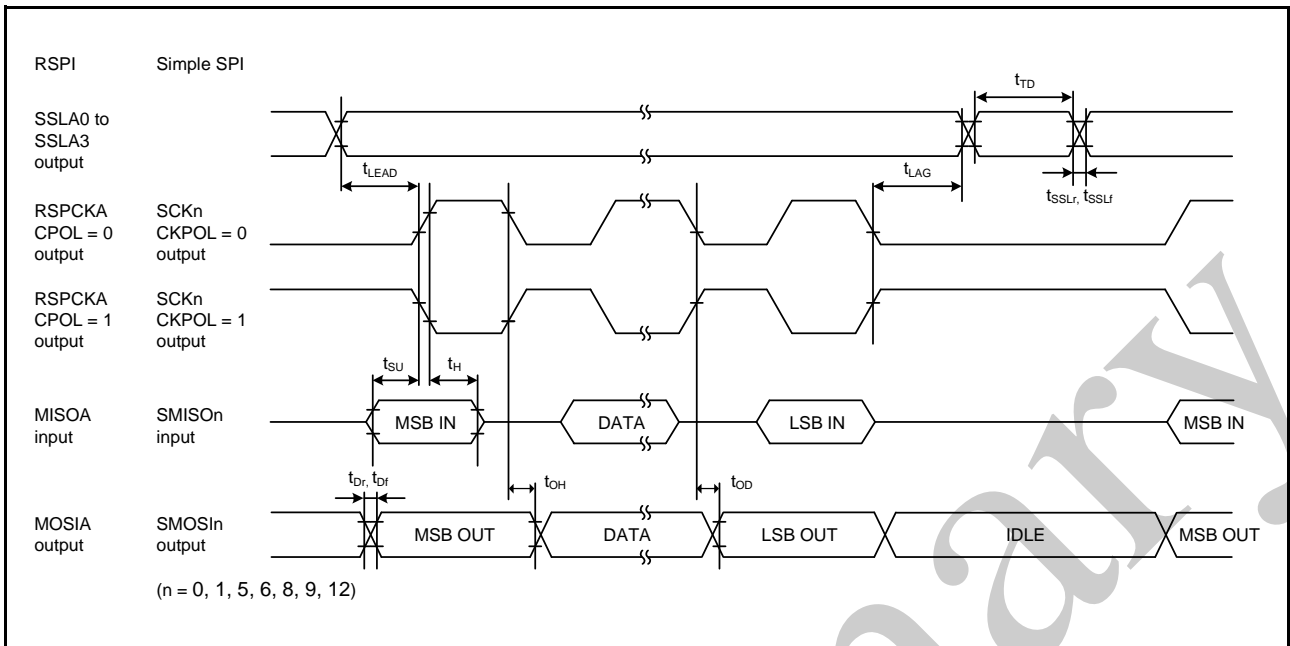 RSPI Simple SPI
tTD
SSLA0 to
SSLA3
output
tLEAD
tLAG
tSSLr, tSSLf
RSPCKA SCKn
CPOL = 0 CKPOL = 0
output output
RSPCKA SCKn
CPOL = 1 CKPOL = 1
output output
tSU tH
MISOA SMISOn
input input
MSB IN DATA LSB IN MSB IN
tDr, tDf
tOH tOD
MOSIA SMOSIn
output output
MSB OUT DATA LSB OUT IDLE MSB OUT
(n = 0, 1, 5, 6, 8, 9, 12)